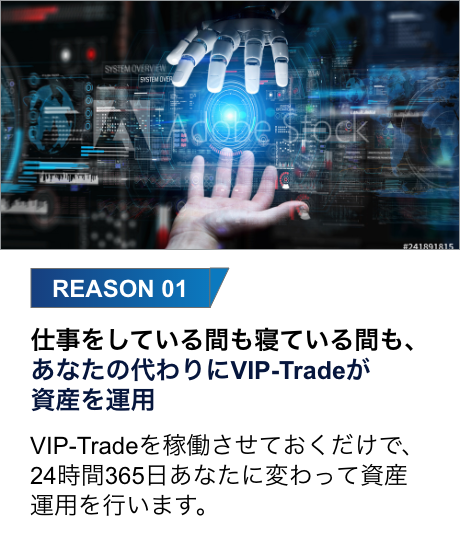 SYSTEM OVERVIEW
SYSTEM OVER
Adobe Stock
#241891815
REASON 01
仕事をしている間も寝ている間も、
あなたの代わりにVIP-Tradeが
資産を運用
VIP-Tradeを稼働させておくだけで、
24時間365日あなたに変わって資産
運用を行います。